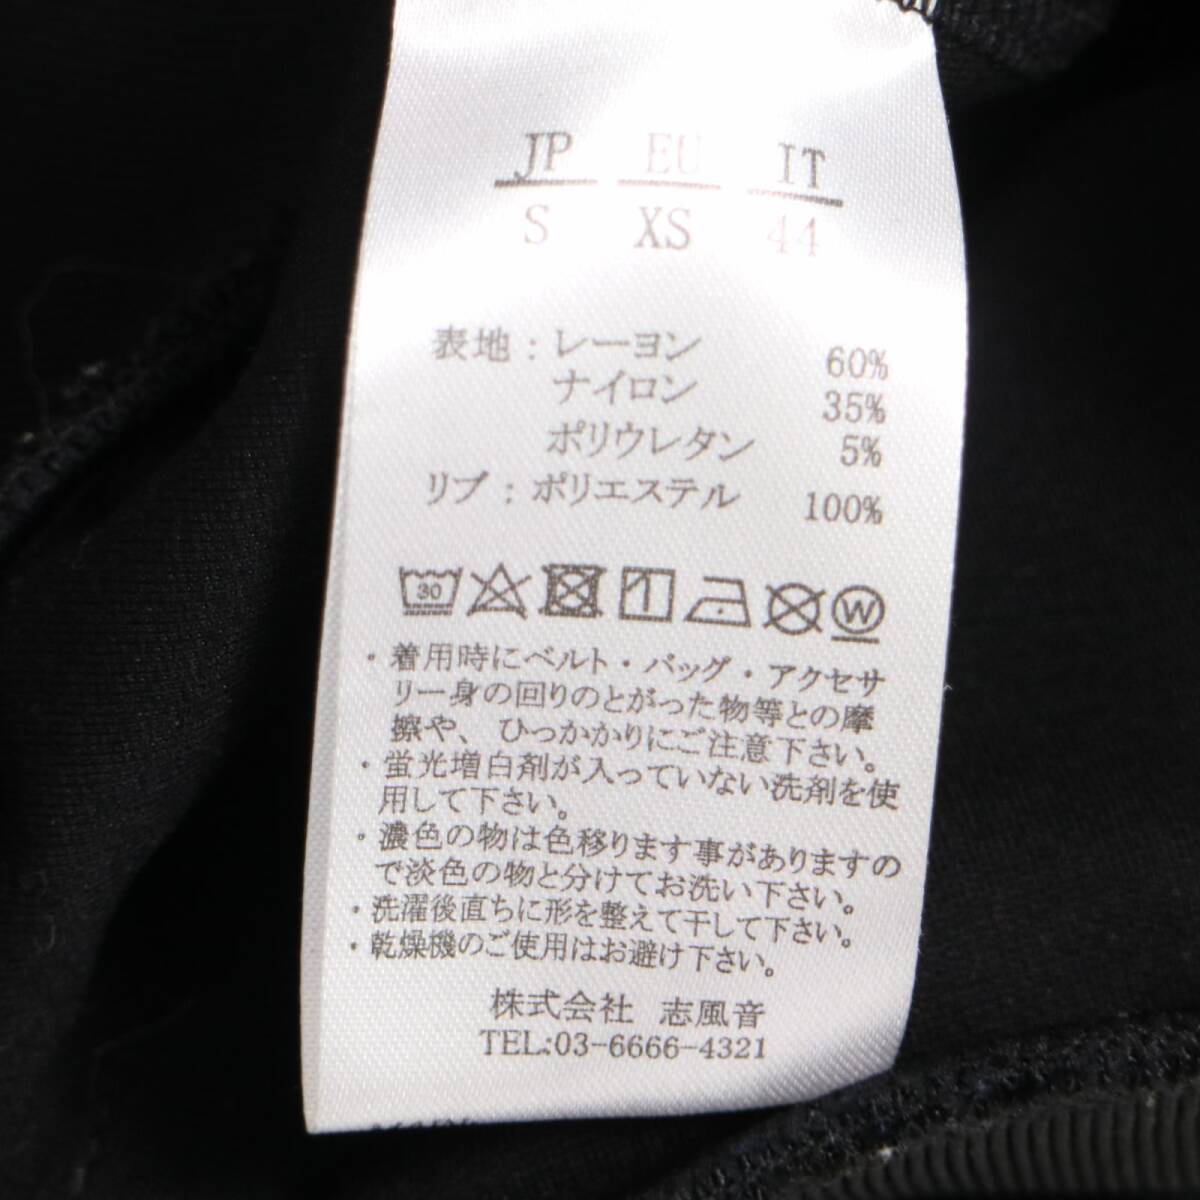 JP EU IT
S XS 44
表地：レーヨン 60%
ナイロン 35%
ポリウレタン 5%
リブ：ポリエステル 100%
30 W
・着用時にベルト・バッグ・アクセサ
リー身の回りのとがった物等との摩
擦や、ひっかかりにご注意下さい。
・蛍光増白剤が入っていない洗剤を使
用して下さい。
・濃色の物は色移ります事がありますの
で淡色の物と分けてお洗い下さい。
・洗濯後直ちに形を整えて干して下さい。
・乾燥機のご使用はお避け下さい。
株式会社 志風音
TEL:03-6666-4321